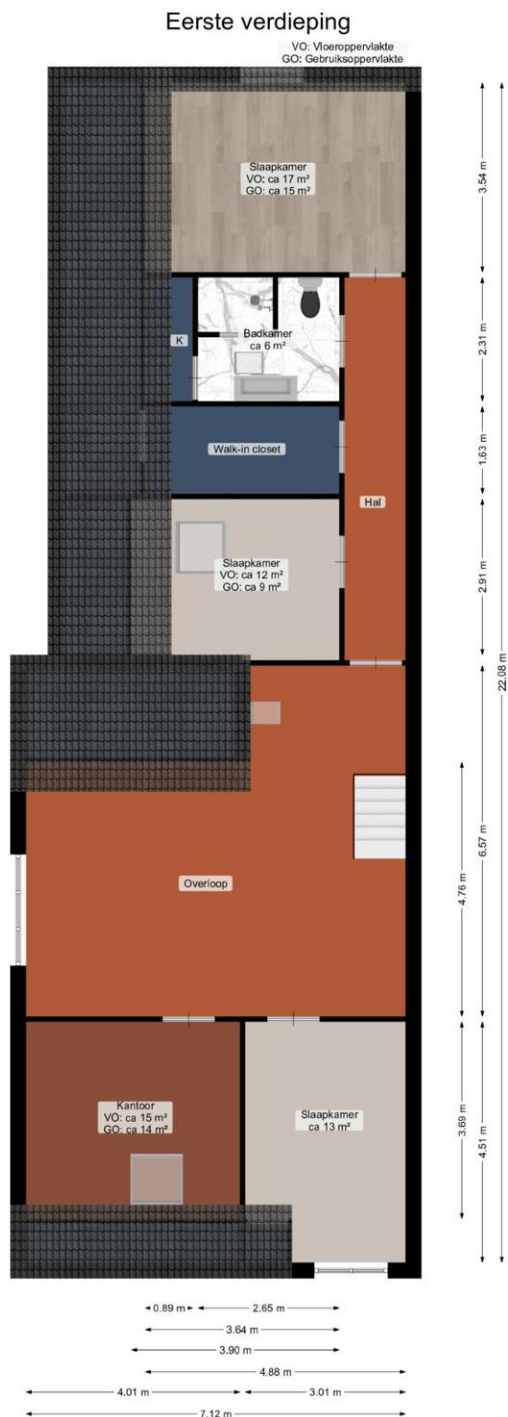 Eerste verdieping
VO: Vloeroppervlakte
GO: Gebruiksoppervlakte
Slaapkamer
VO: ca 17 m²
GO: ca 15 m²
3.54 m
K
Badkamer
ca 6 m²
2.31 m
Walk-in closet
1.63 m
Hal
Slaapkamer
VO: ca 12 m²
GO: ca 9 m²
2.91 m
22.08 m
6.57 m
4.76 m
Overloop
Kantoor
VO: ca 15 m²
GO: ca 14 m²
Slaapkamer
ca 13 m²
3.69 m
4.51 m
0.89 m
2.65 m
3.64 m
3.90 m
4.88 m
4.01 m
3.01 m
7.12 m